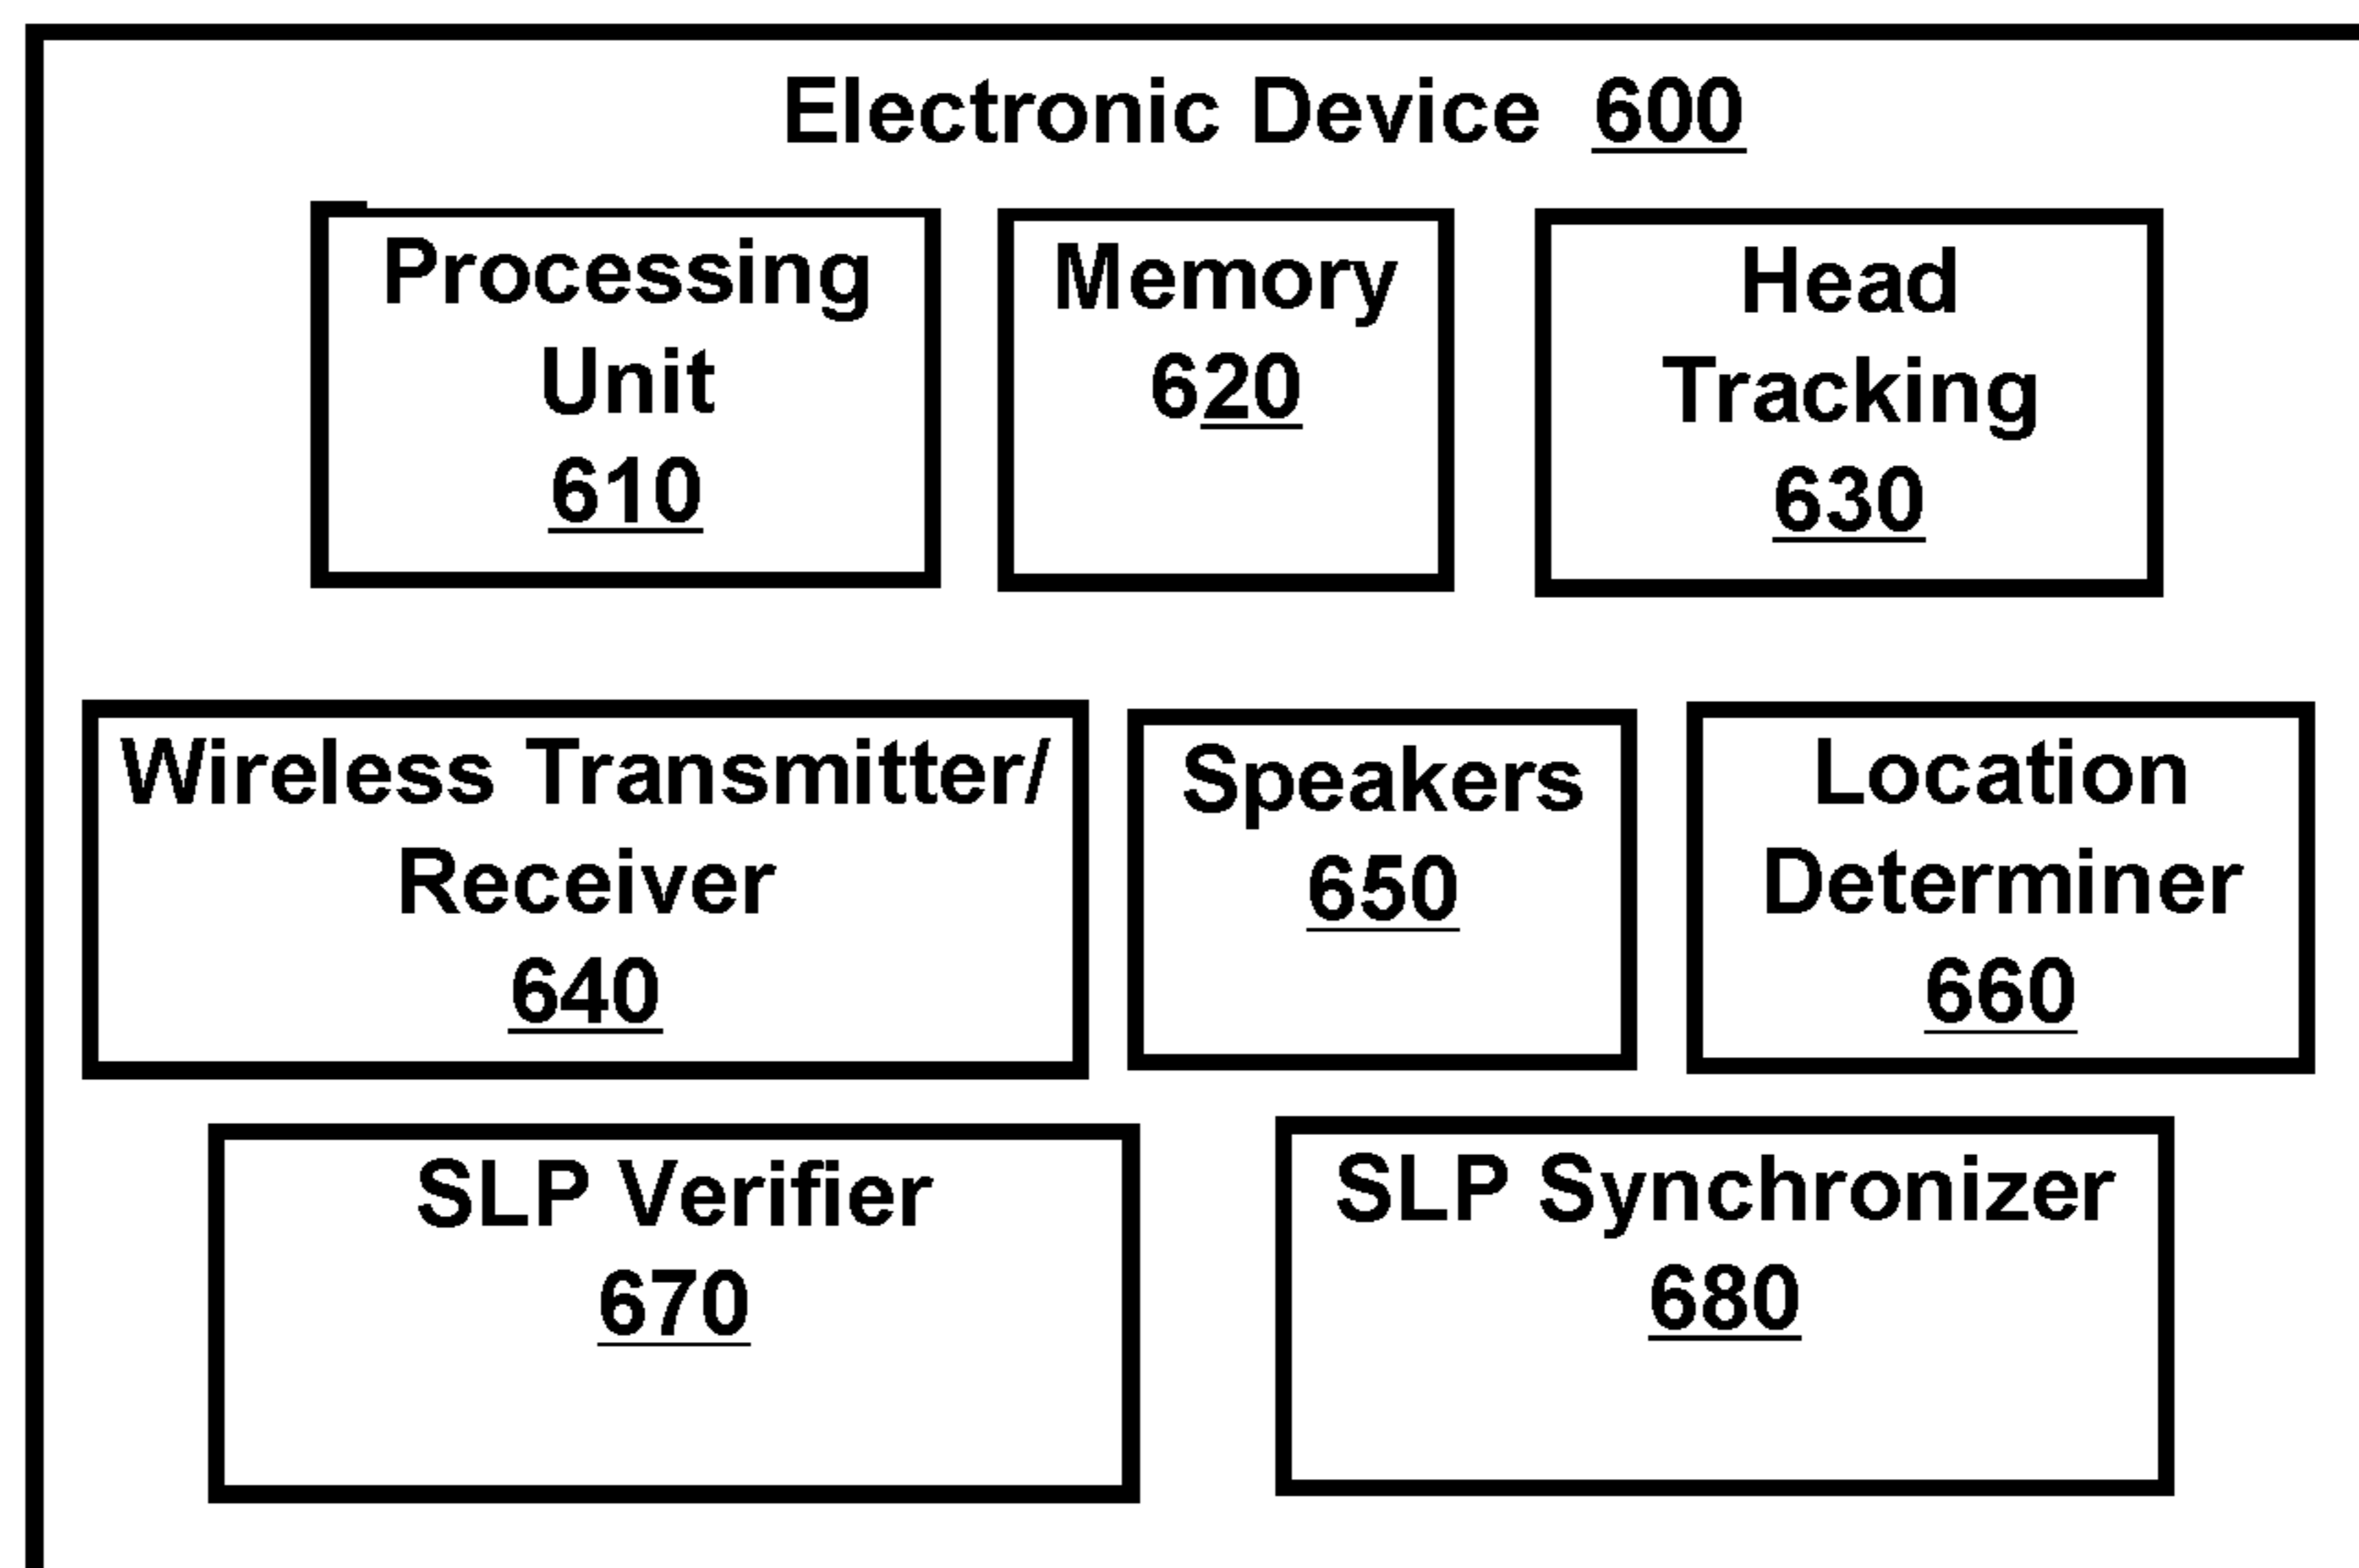 Electronic Device 600
Processing
Unit
610
Memory
620
Head
Tracking
630
Wireless Transmitter/
Receiver
640
Speakers
650
Location
Determiner
660
SLP Verifier
670
SLP Synchronizer
680